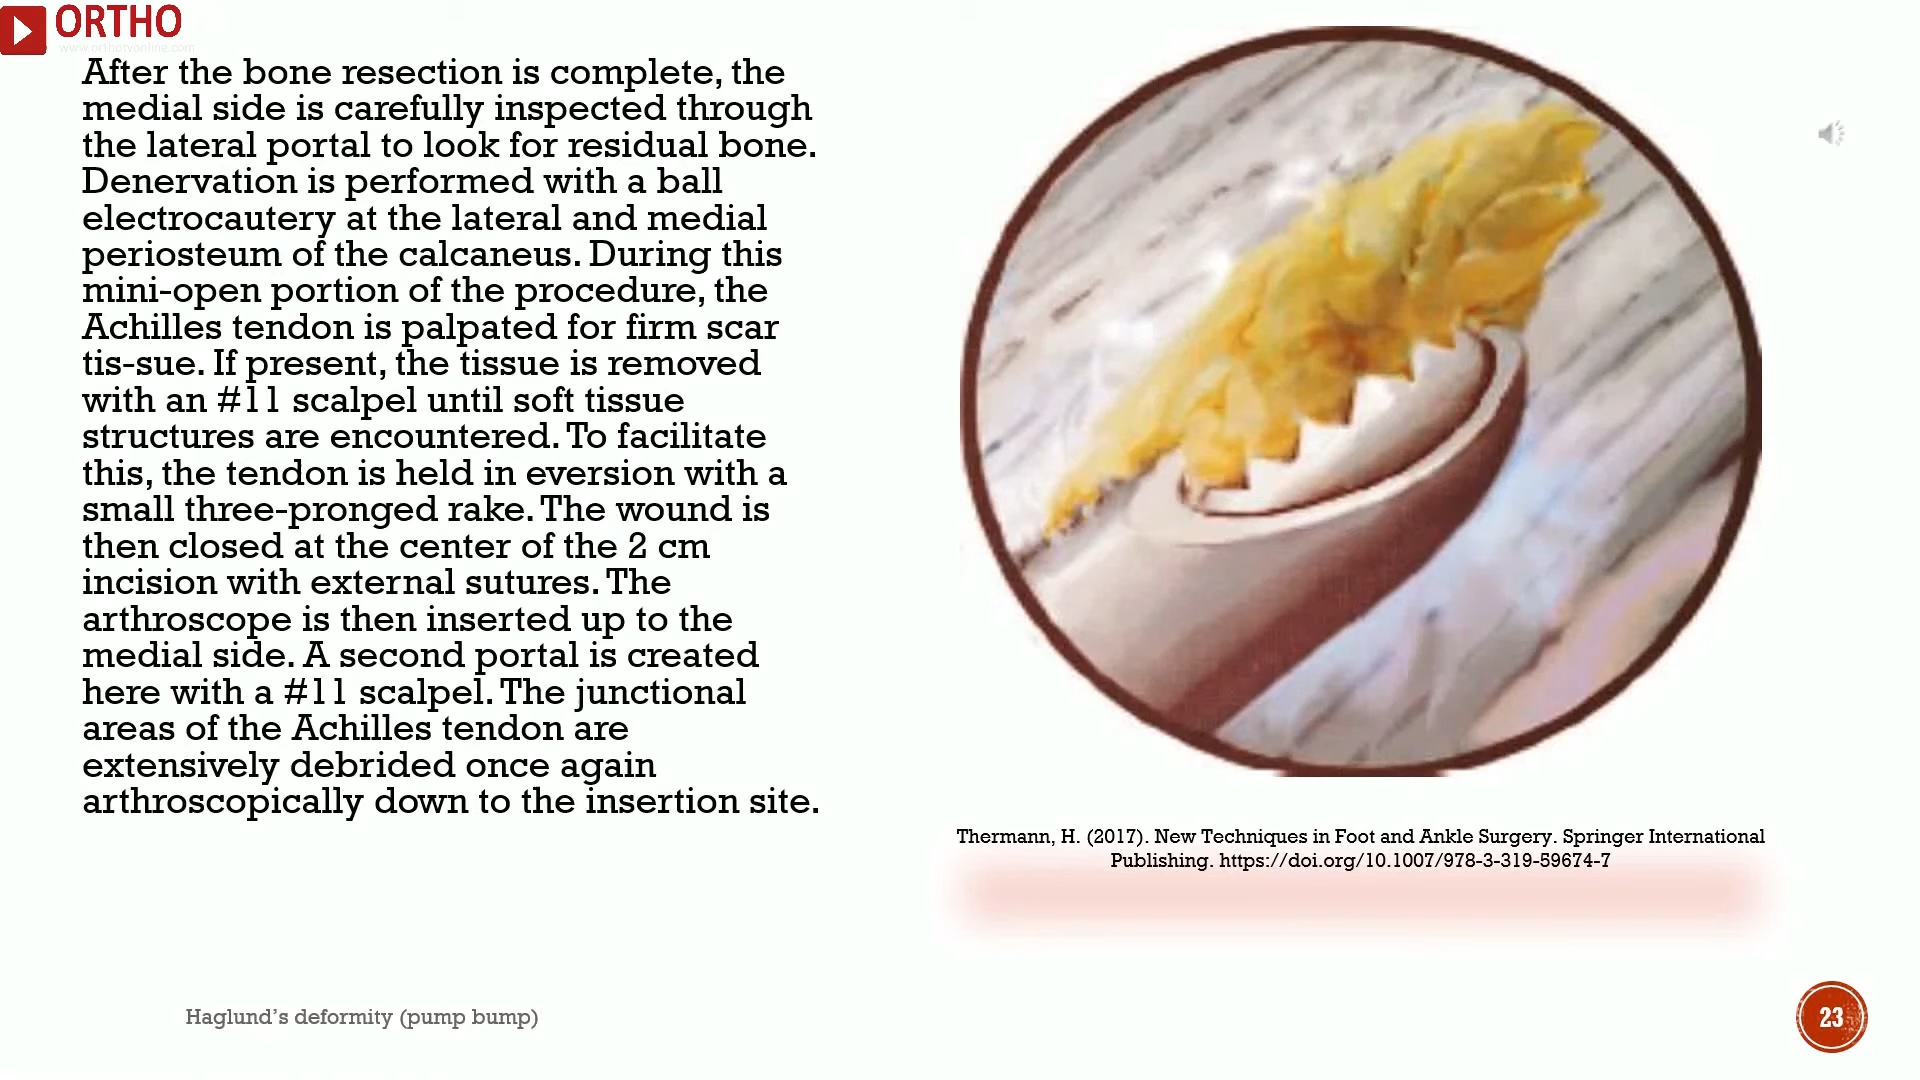 ORTHO
www.orthotvonline.com
After the bone resection is complete, the
medial side is carefully inspected through
the lateral portal to look for residual bone.
Denervation is performed with a ball
electrocautery at the lateral and medial
periosteum of the calcaneus. During this
mini-open portion of the procedure, the
Achilles tendon is palpated for firm scar
tis-sue. If present, the tissue is removed
with an #11 scalpel until soft tissue
structures are encountered. To facilitate
this, the tendon is held in eversion with a
small three-pronged rake. The wound is
then closed at the center of the 2 cm
incision with external sutures. The
arthroscope is then inserted up to the
medial side. A second portal is created
here with a #11 scalpel. The junctional
areas of the Achilles tendon are
extensively debrided once again
arthroscopically down to the insertion site.
Thermann, H. (2017). New Techniques in Foot and Ankle Surgery. Springer International
Publishing. https://doi.org/10.1007/978-3-319-59674-7
Haglund’s deformity (pump bump)
23